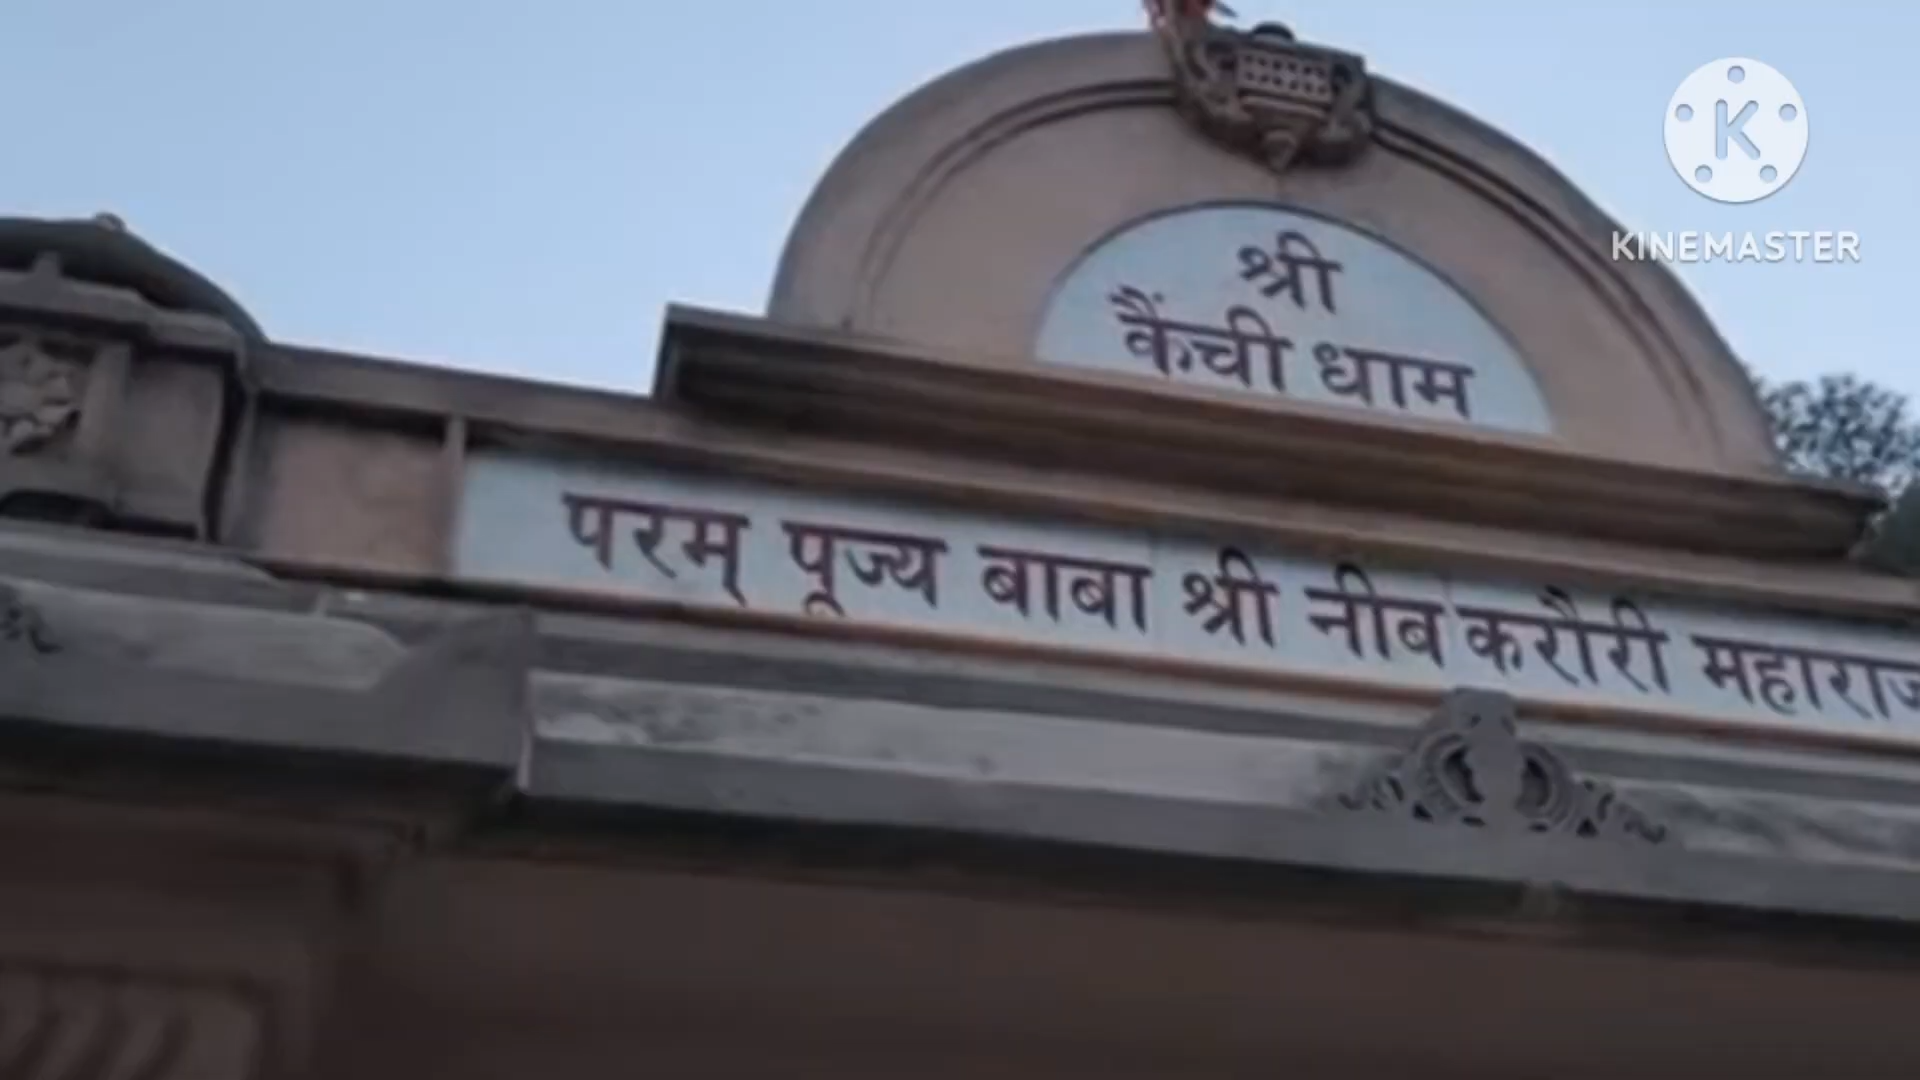 श्री
कैंची धाम
परम् पूज्य बाबा श्री नीब करौरी महाराज
KINEMASTER